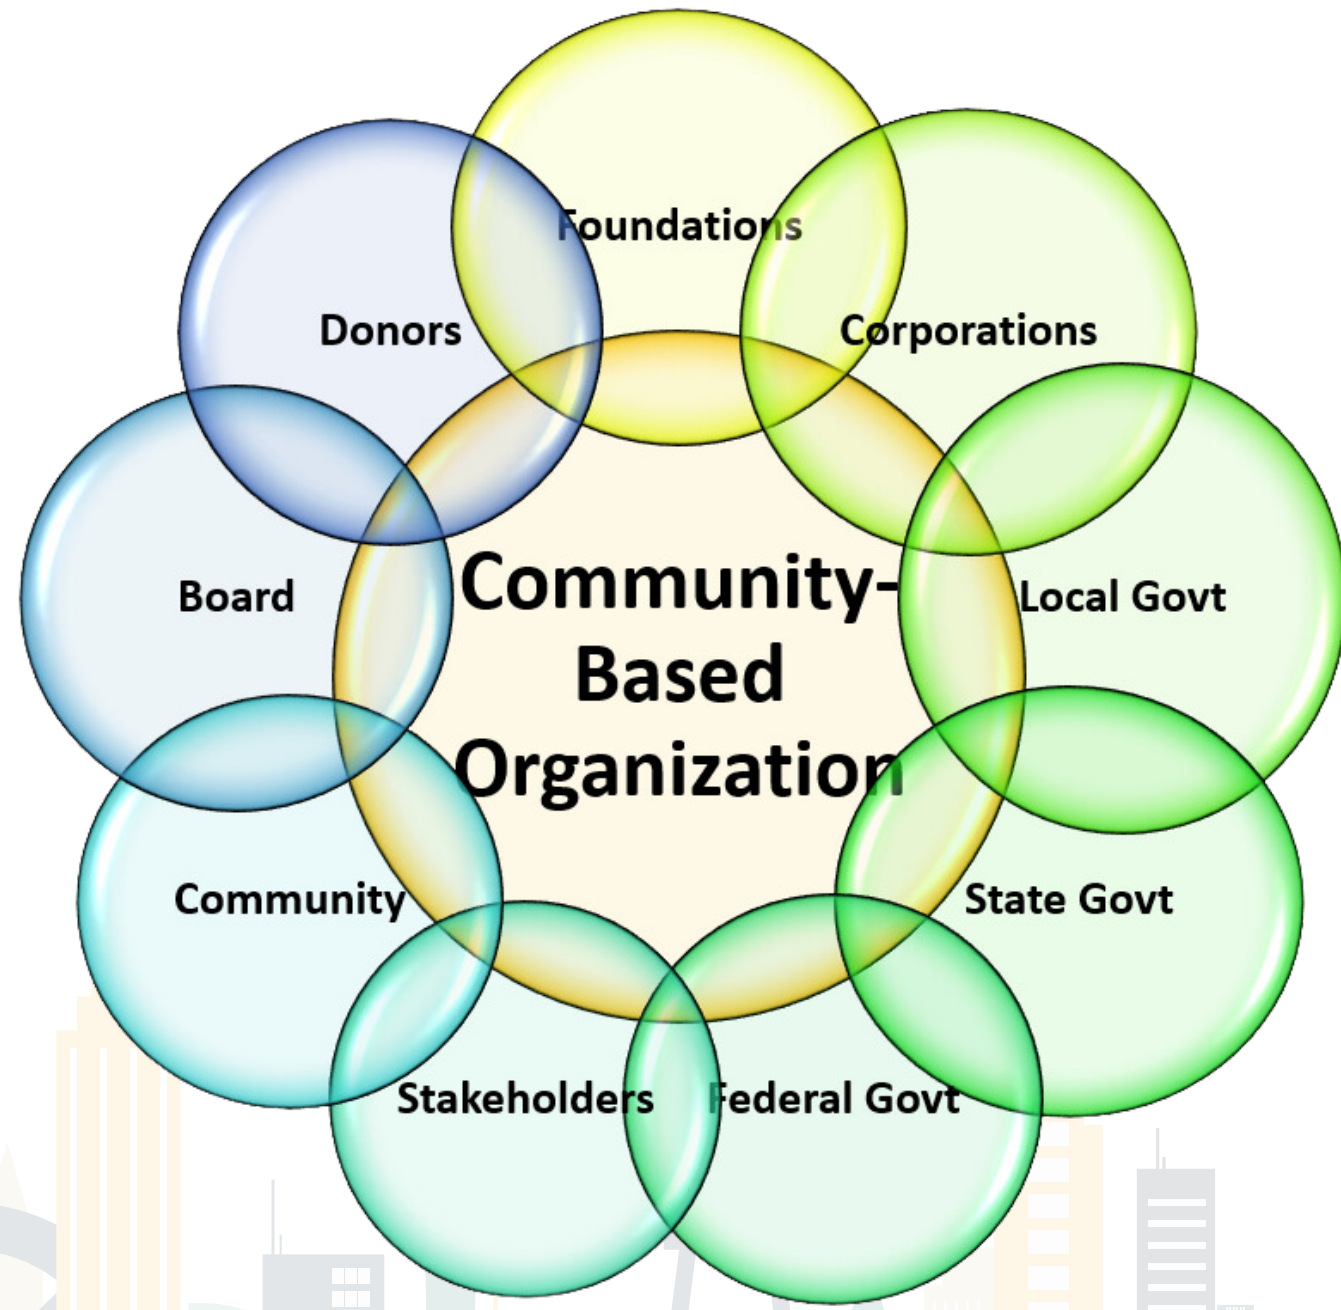 Foundations
Donors
Corporations
Board
Community-
Based
Organization
Local Govt
Community
State Govt
Stakeholders
Federal Govt